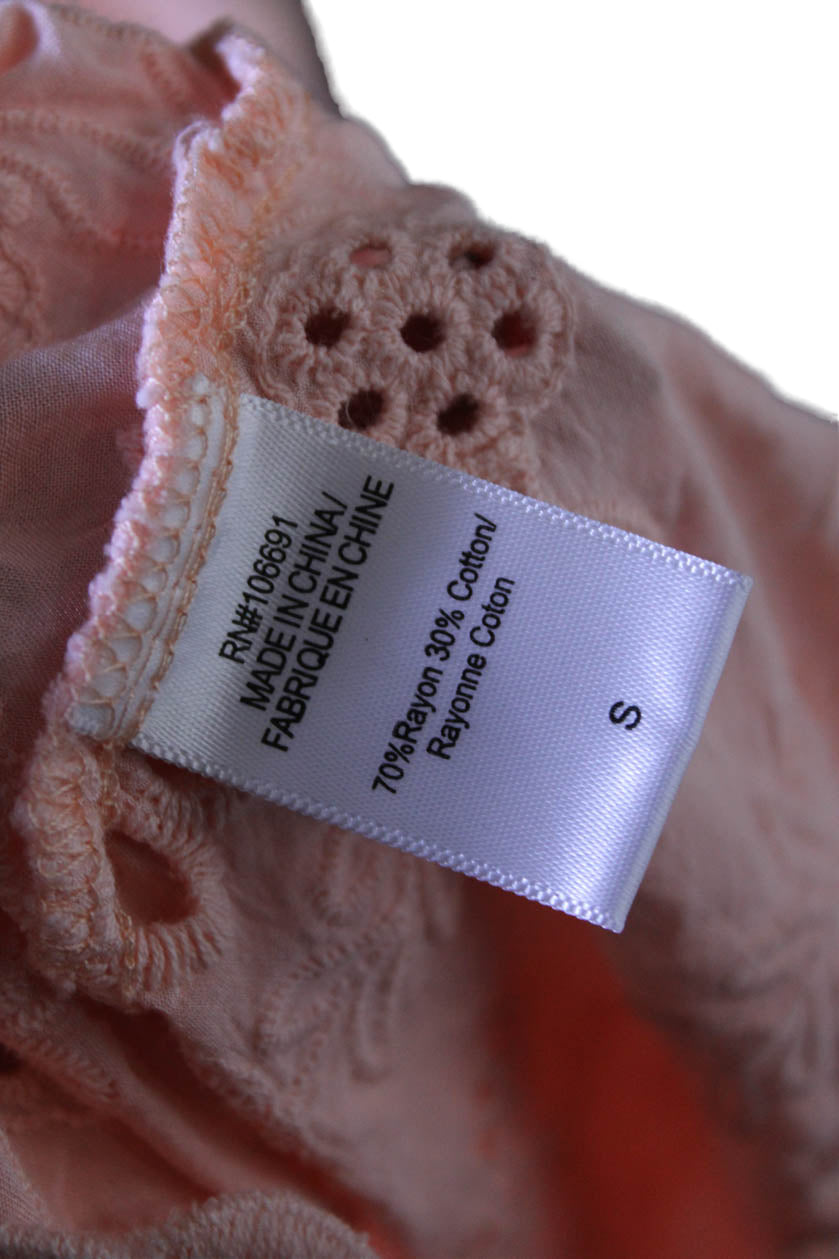 RN#106691
MADE IN CHINA/
FABRIQUE EN CHINE
70%Rayon 30% Cotton/
Rayonne Coton
S